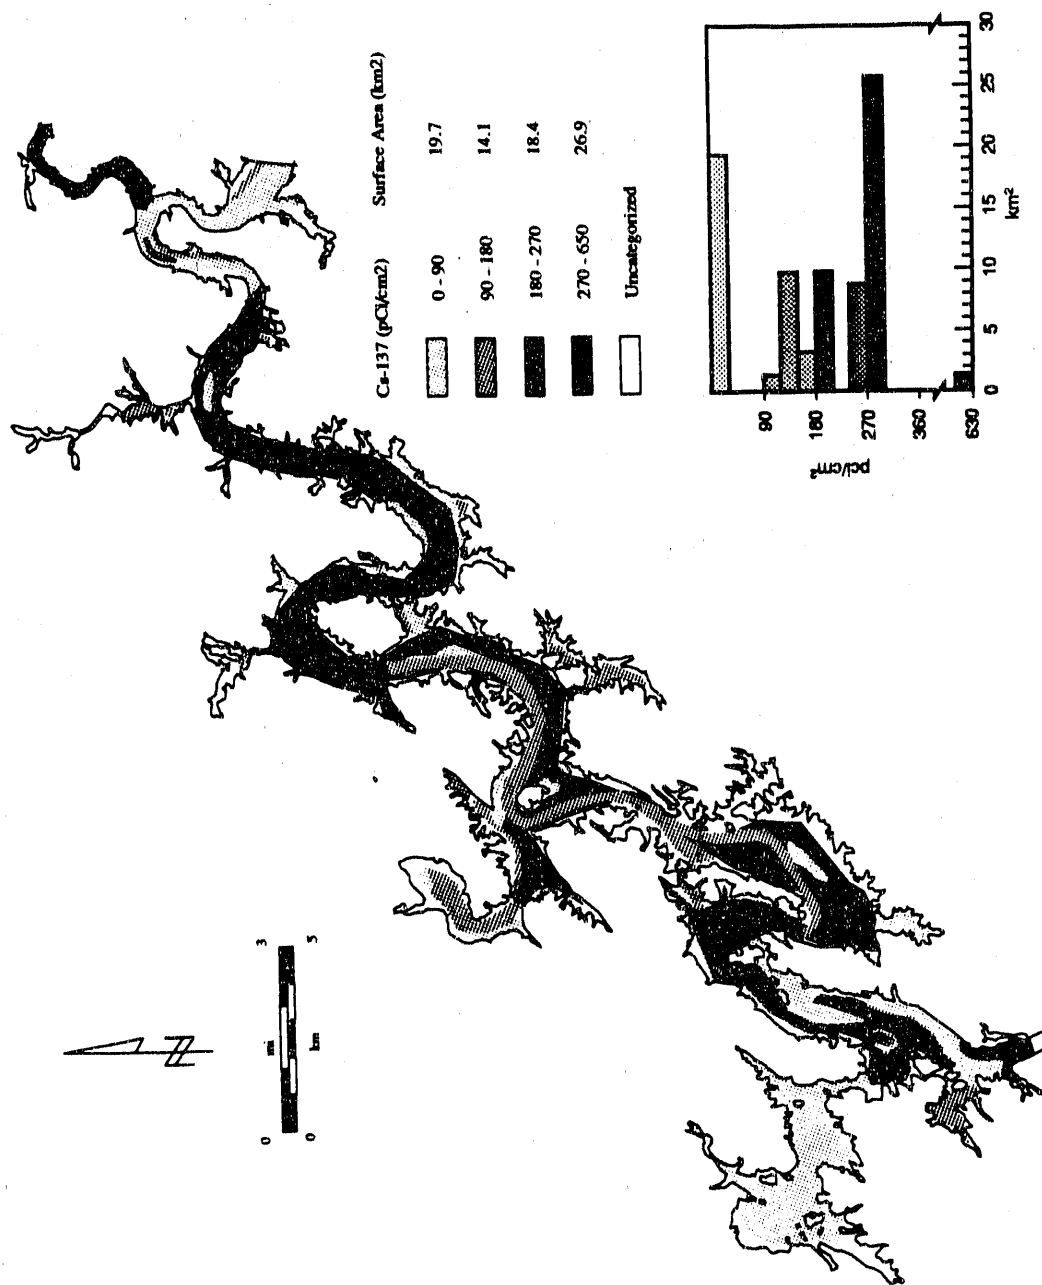 N
0 3
mi
km
0 5
Cs-137 (pCi/cm2) Surface Area (km2)
0 - 90 19.7
90 - 180 14.1
180 - 270 18.4
270 - 650 26.9
Uncategorized
pci/cm²
90
180
270
360
630
0 5 10 15 20 25 30
km²